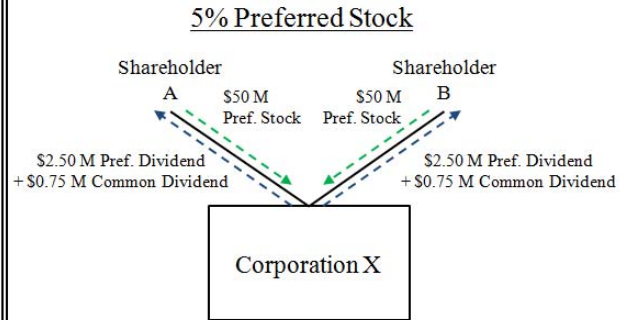 5% Preferred Stock
Shareholder
A
Shareholder
B
$50 M
Pref. Stock
$50 M
Pref. Stock
$2.50 M Pref. Dividend
+ $0.75 M Common Dividend
$2.50 M Pref. Dividend
+ $0.75 M Common Dividend
Corporation X